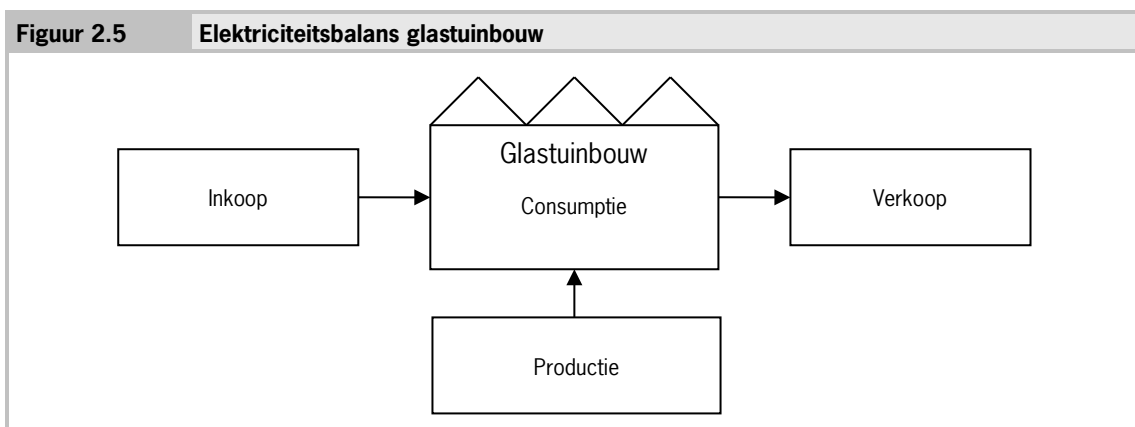 Figuur 2.5 Elektriciteitsbalans glastuinbouw
Glastuinbouw
Inkoop
Consumptie
Verkoop
Productie